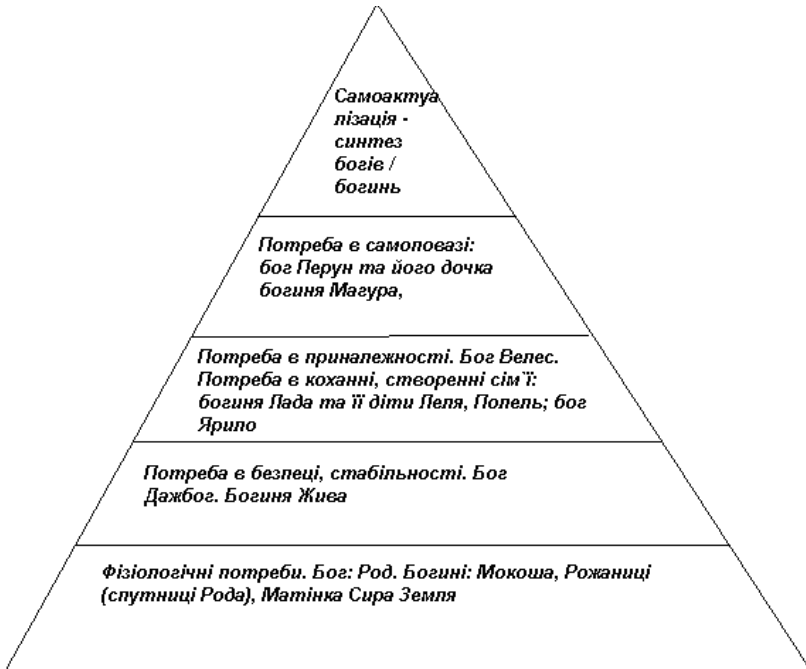 Самоактуа
лізація -
синтез
богів /
богинь
Потреба в самоповазі:
бог Перун та його дочка
богиня Магура,
Потреба в приналежності. Бог Велес.
Потреба в коханні, створенні сім`ї:
богиня Лада та її діти Леля, Полель; бог
Ярило
Потреба в безпеці, стабільності. Бог
Дажбог. Богиня Жива
Фізіологічні потреби. Бог: Род. Богині: Мокоша, Рожаниці
(спутниці Рода), Матінка Сира Земля